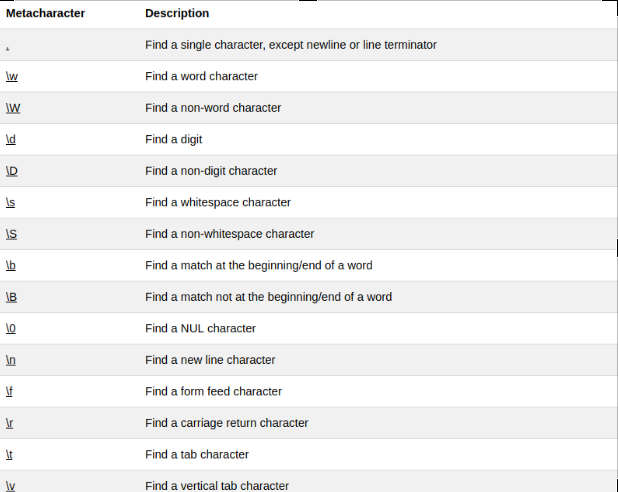 Metacharacter Description
. Find a single character, except newline or line terminator
\w Find a word character
\W Find a non-word character
\d Find a digit
\D Find a non-digit character
\s Find a whitespace character
\S Find a non-whitespace character
\b Find a match at the beginning/end of a word
\B Find a match not at the beginning/end of a word
\0 Find a NUL character
\n Find a new line character
\f Find a form feed character
\r Find a carriage return character
\t Find a tab character
\v Find a vertical tab character